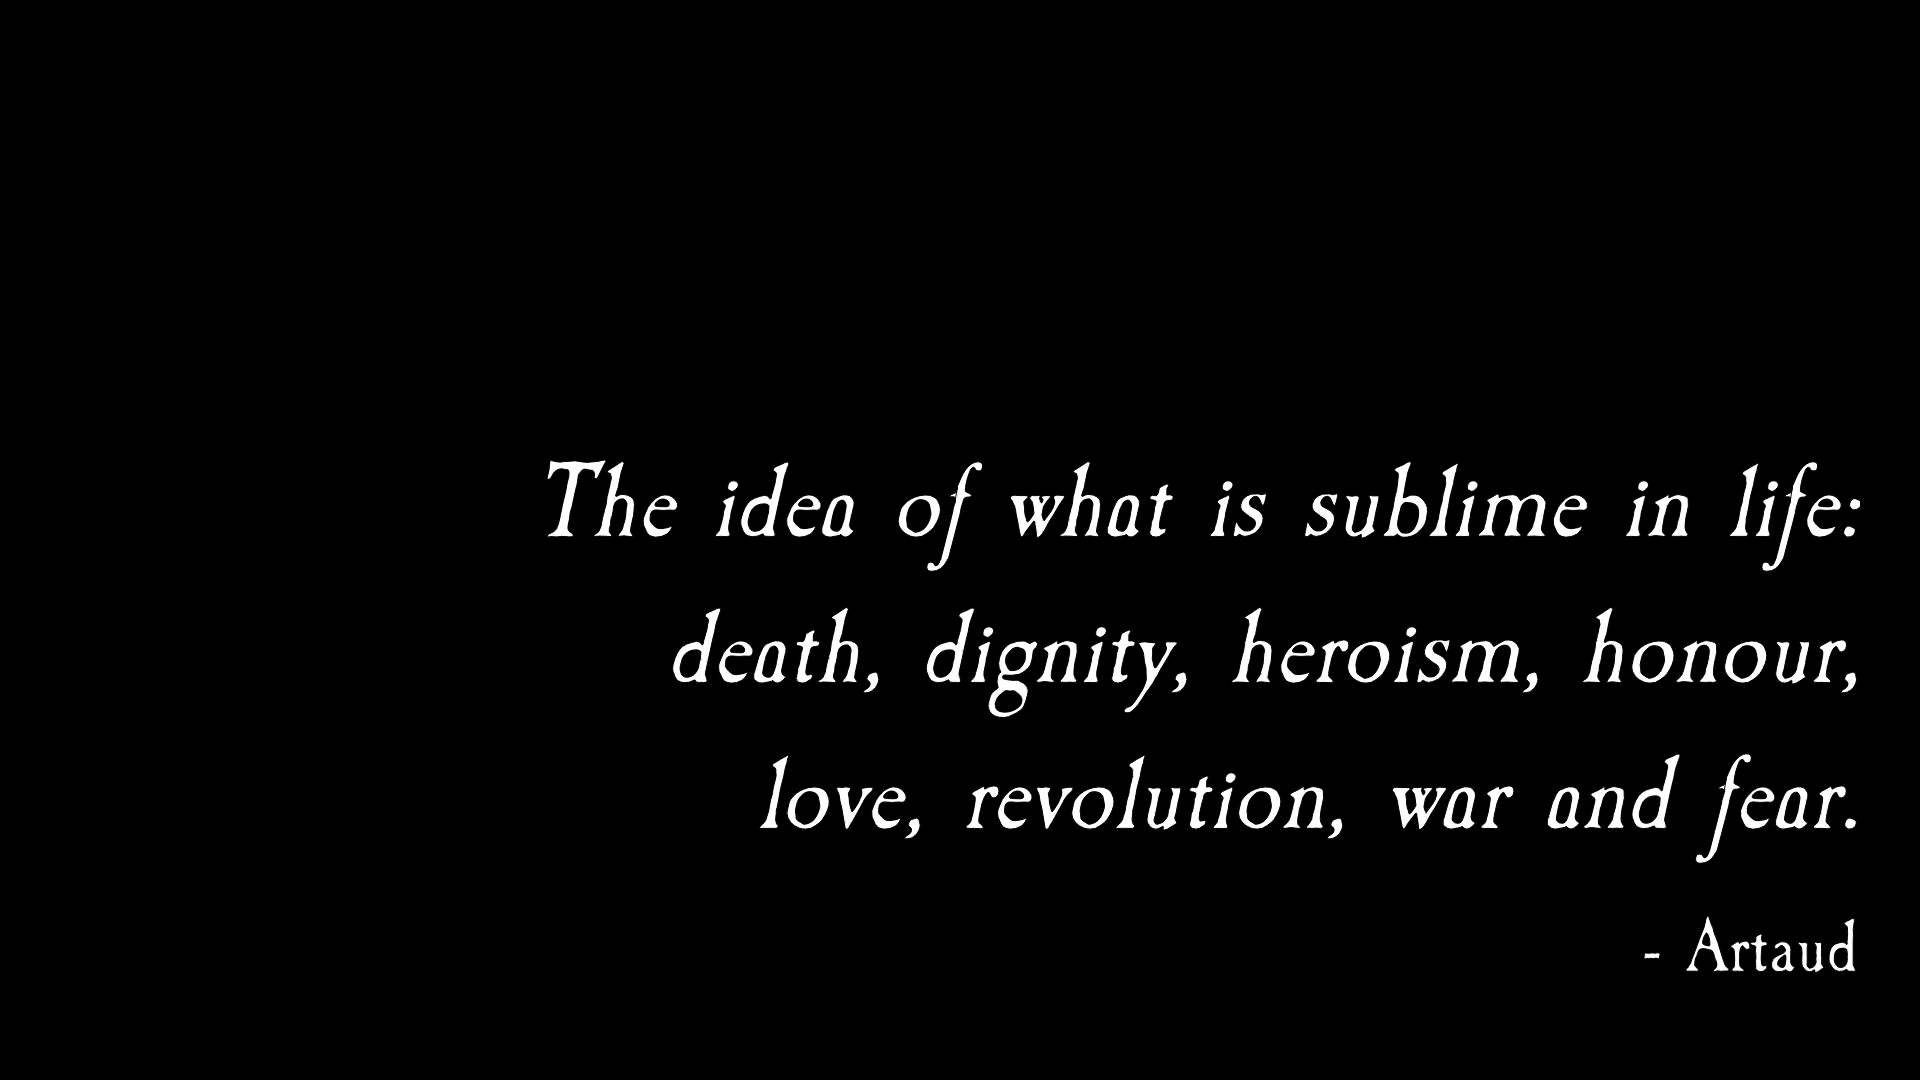 The idea of what is sublime in life:
death, dignity, heroism, honour,
love, revolution, war and fear.
- Artaud